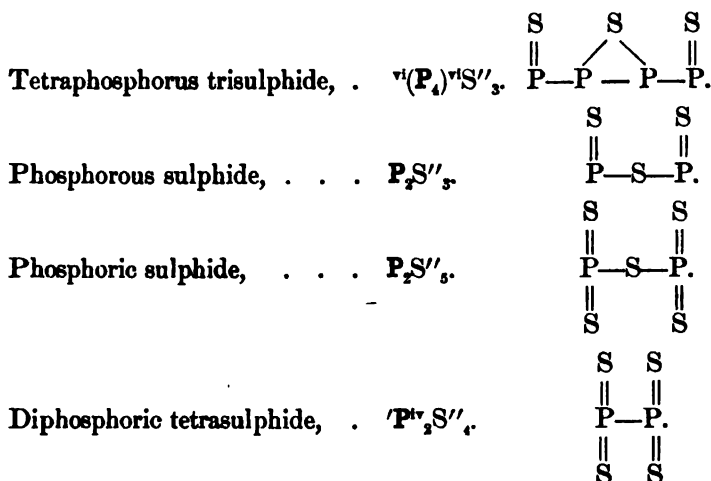 S S S
Tetraphosphorus trisulphide, . ᵛⁱ(P₄)ᵛⁱS″₃. P—P—P—P.
S S
Phosphorous sulphide, . . . P₂S″₃. P—S—P.
S S
Phosphoric sulphide, . . . P₂S″₅. P—S—P.
S S
S S
Diphosphoric tetrasulphide, . ′Pⁱᵛ₂S″₄. P—P.
S S